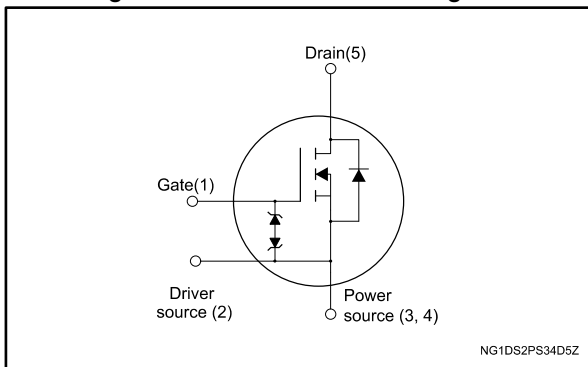 Drain(5)
Gate(1)
Driver
source (2)
Power
source (3, 4)
NG1DS2PS34D5Z